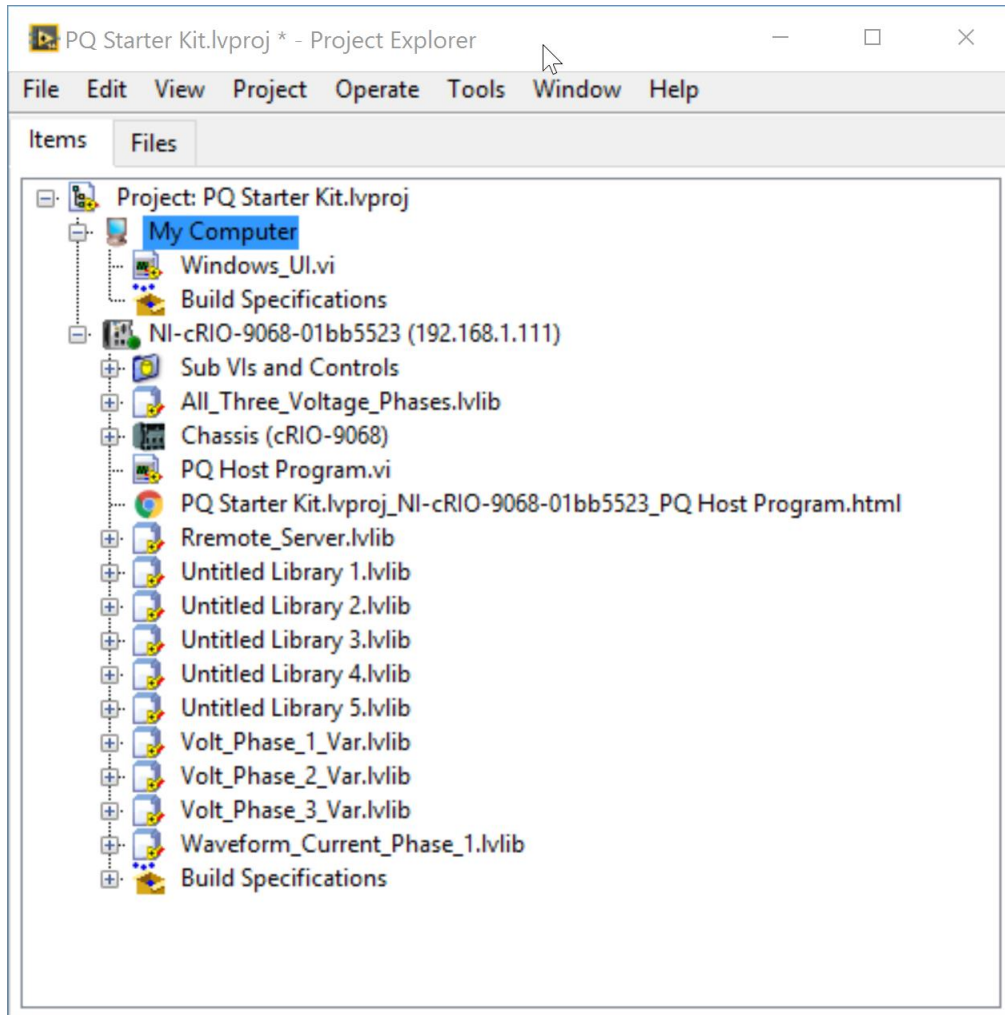 PQ Starter Kit.lvproj * - Project Explorer
File Edit View Project Operate Tools Window Help
Items Files
Project: PQ Starter Kit.lvproj
My Computer
Windows_UI.vi
Build Specifications
NI-cRIO-9068-01bb5523 (192.168.1.111)
Sub VIs and Controls
All_Three_Voltage_Phases.lvlib
Chassis (cRIO-9068)
PQ Host Program.vi
PQ Starter Kit.lvproj_NI-cRIO-9068-01bb5523_PQ Host Program.html
Rremote_Server.lvlib
Untitled Library 1.lvlib
Untitled Library 2.lvlib
Untitled Library 3.lvlib
Untitled Library 4.lvlib
Untitled Library 5.lvlib
Volt_Phase_1_Var.lvlib
Volt_Phase_2_Var.lvlib
Volt_Phase_3_Var.lvlib
Waveform_Current_Phase_1.lvlib
Build Specifications